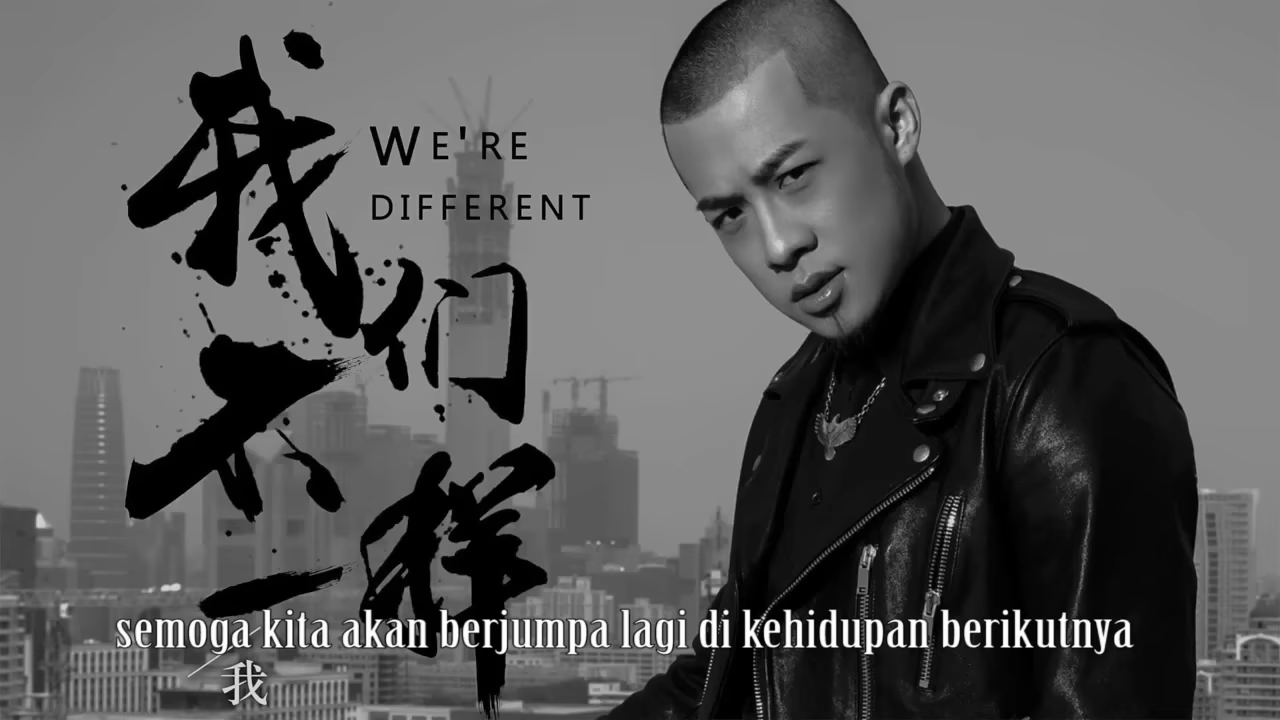 我们不一样
WE'RE
DIFFERENT
semoga kita akan berjumpa lagi di kehidupan berikutnya
我